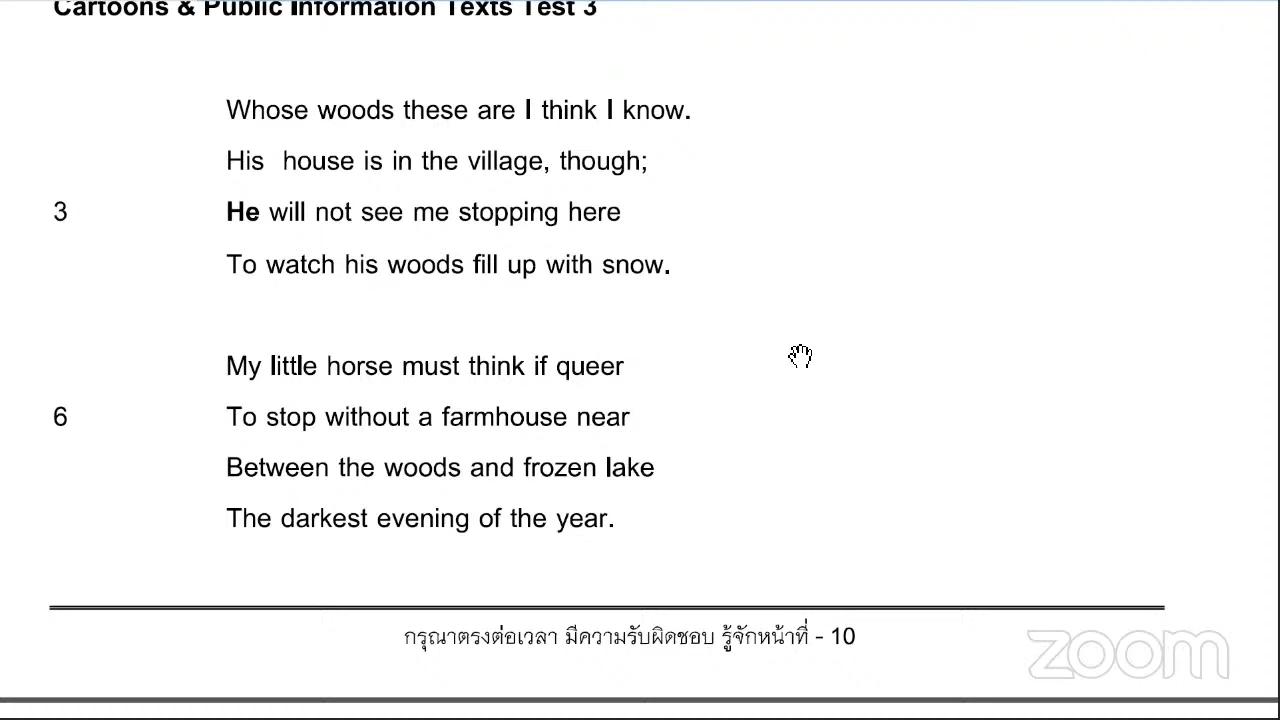 Cartoons & Public Information Texts Test 3
Whose woods these are I think I know.
His house is in the village, though;
3 He will not see me stopping here
To watch his woods fill up with snow.
My little horse must think if queer
6 To stop without a farmhouse near
Between the woods and frozen lake
The darkest evening of the year.
กรุณาตรงต่อเวลา มีความรับผิดชอบ รู้จักหน้าที่ - 10
zoom